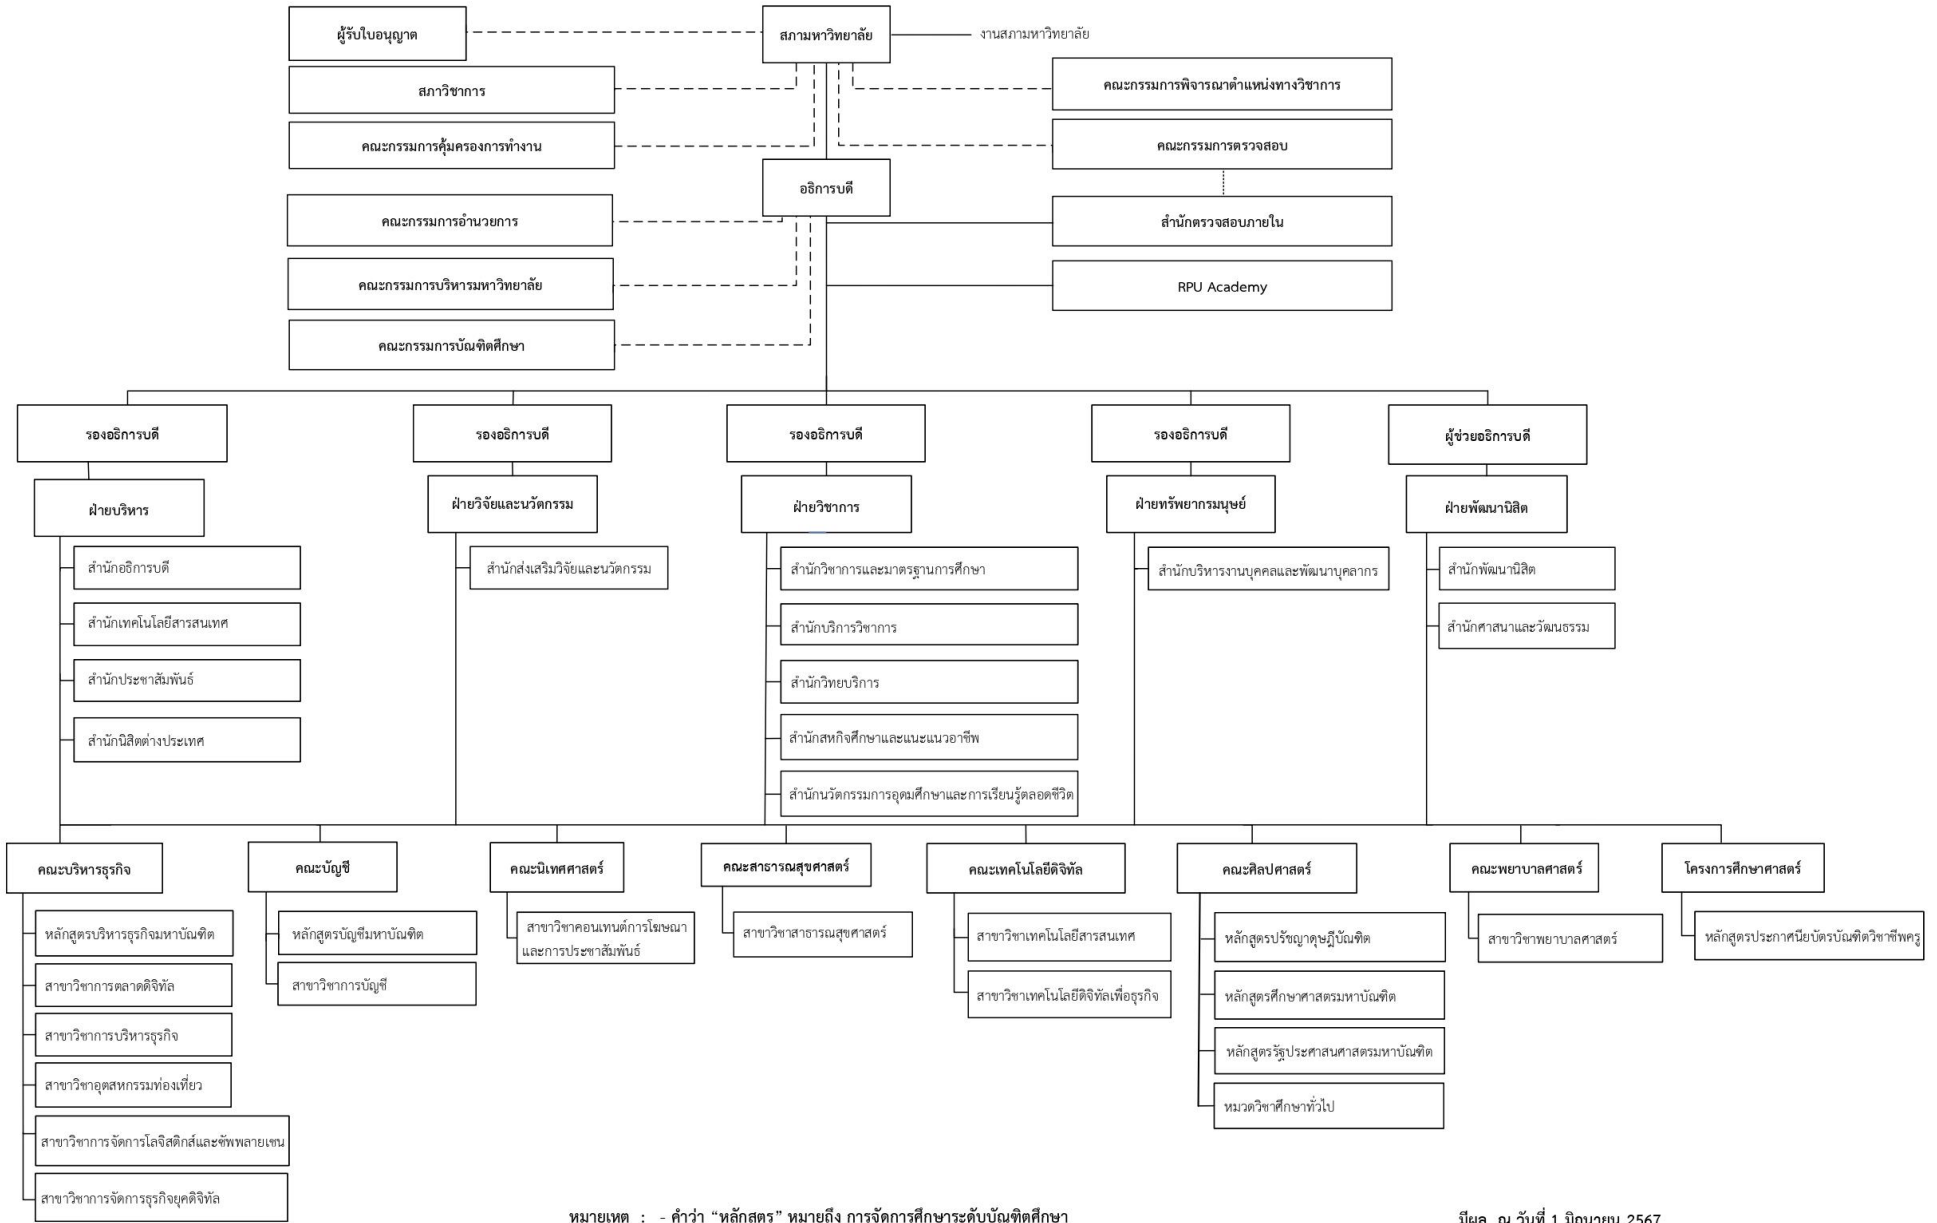 ผู้รับใบอนุญาต
สภามหาวิทยาลัย
งานสภามหาวิทยาลัย
สภาวิชาการ
คณะกรรมการพิจารณาตำแหน่งทางวิชาการ
คณะกรรมการคุ้มครองการทำงาน
คณะกรรมการตรวจสอบ
อธิการบดี
คณะกรรมการอำนวยการ
สำนักตรวจสอบภายใน
คณะกรรมการบริหารมหาวิทยาลัย
RPU Academy
คณะกรรมการบัณฑิตศึกษา
รองอธิการบดี
รองอธิการบดี
รองอธิการบดี
รองอธิการบดี
ผู้ช่วยอธิการบดี
ฝ่ายบริหาร
ฝ่ายวิจัยและนวัตกรรม
ฝ่ายวิชาการ
ฝ่ายทรัพยากรมนุษย์
ฝ่ายพัฒนานิสิต
สำนักอธิการบดี
สำนักเทคโนโลยีสารสนเทศ
สำนักประชาสัมพันธ์
สำนักนิสิตต่างประเทศ
สำนักส่งเสริมวิจัยและนวัตกรรม
สำนักวิชาการและมาตรฐานการศึกษา
สำนักบริการวิชาการ
สำนักวิทยบริการ
สำนักสหกิจศึกษาและแนะแนวอาชีพ
สำนักนวัตกรรมการอุดมศึกษาและการเรียนรู้ตลอดชีวิต
สำนักบริหารงานบุคคลและพัฒนาบุคลากร
สำนักพัฒนานิสิต
สำนักศาสนาและวัฒนธรรม
คณะบริหารธุรกิจ
คณะบัญชี
คณะนิเทศศาสตร์
คณะสาธารณสุขศาสตร์
คณะเทคโนโลยีดิจิทัล
คณะศิลปศาสตร์
คณะพยาบาลศาสตร์
โครงการศึกษาศาสตร์
หลักสูตรบริหารธุรกิจมหาบัณฑิต
สาขาวิชาการตลาดดิจิทัล
สาขาวิชาการบริหารธุรกิจ
สาขาวิชาอุตสหกรรมท่องเที่ยว
สาขาวิชาการจัดการโลจิสติกส์และซัพพลายเชน
สาขาวิชาการจัดการธุรกิจยุคดิจิทัล
หลักสูตรบัญชีมหาบัณฑิต
สาขาวิชาการบัญชี
สาขาวิชาคอนเทนต์การโฆษณา
และการประชาสัมพันธ์
สาขาวิชาสาธารณสุขศาสตร์
สาขาวิชาเทคโนโลยีสารสนเทศ
สาขาวิชาเทคโนโลยีดิจิทัลเพื่อธุรกิจ
หลักสูตรปรัชญาดุษฎีบัณฑิต
หลักสูตรศึกษาศาสตรมหาบัณฑิต
หลักสูตรรัฐประศาสนศาสตรมหาบัณฑิต
หมวดวิชาศึกษาทั่วไป
สาขาวิชาพยาบาลศาสตร์
หลักสูตรประกาศนียบัตรบัณฑิตวิชาชีพครู
หมายเหตุ : - คำว่า “หลักสูตร” หมายถึง การจัดการศึกษาระดับบัณฑิตศึกษา
มีผล ณ วันที่ 1 มิถุนายน 2567